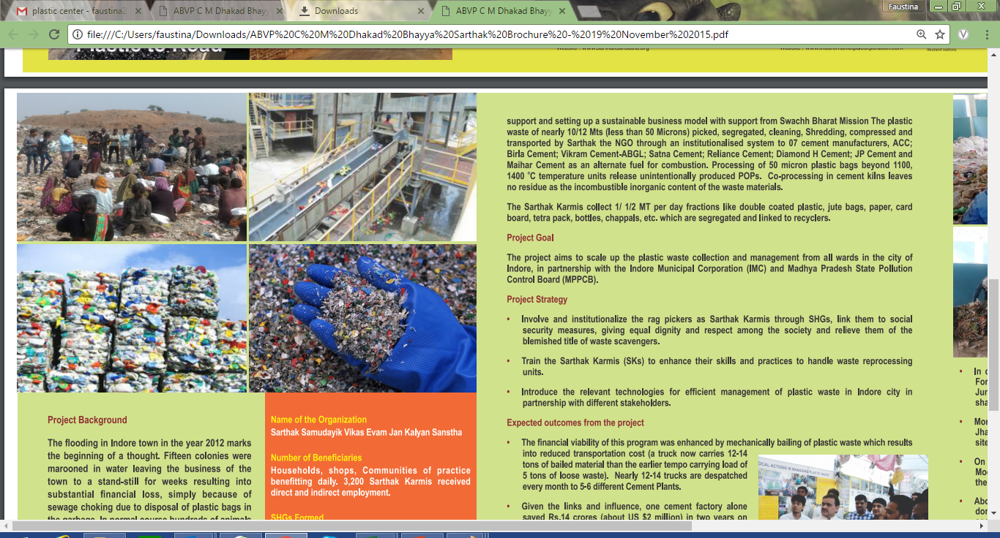 plastic center - faustina2
ABVP C M Dhakad Bhayy
Downloads
ABVP C M Dhakad Bhayy
Faustina
file:///C:/Users/faustina/Downloads/ABVP%20C%20M%20Dhakad%20Bhayya%20Sarthak%20Brochure%20-%2019%20November%202015.pdf
Plastic to Road
support and setting up a sustainable business model with support from Swachh Bharat Mission The plastic
waste of nearly 10/12 Mts (less than 50 Microns) picked, segregated, cleaning, Shredding, compressed and
transported by Sarthak the NGO through an institutionalised system to 07 cement manufacturers, ACC;
Birla Cement; Vikram Cement-ABGL; Satna Cement; Reliance Cement; Diamond H Cement; JP Cement and
Maihar Cement as an alternate fuel for combustion. Processing of 50 micron plastic bags beyond 1100,
1400 °C temperature units release unintentionally produced POPs. Co-processing in cement kilns leaves
no residue as the incombustible inorganic content of the waste materials.
The Sarthak Karmis collect 1/ 1/2 MT per day fractions like double coated plastic, jute bags, paper, card
board, tetra pack, bottles, chappals, etc. which are segregated and linked to recyclers.
Project Goal
The project aims to scale up the plastic waste collection and management from all wards in the city of
Indore, in partnership with the Indore Municipal Corporation (IMC) and Madhya Pradesh State Pollution
Control Board (MPPCB).
Project Strategy
• Involve and institutionalize the rag pickers as Sarthak Karmis through SHGs, link them to social
security measures, giving equal dignity and respect among the society and relieve them of the
blemished title of waste scavengers.
• Train the Sarthak Karmis (SKs) to enhance their skills and practices to handle waste reprocessing
units.
• Introduce the relevant technologies for efficient management of plastic waste in Indore city in
partnership with different stakeholders.
Expected outcomes from the project
• The financial viability of this program was enhanced by mechanically bailing of plastic waste which results
into reduced transportation cost (a truck now carries 12-14
tons of bailed material than the earlier tempo carrying load of
5 tons of loose waste). Nearly 12-14 trucks are despatched
every month to 5-6 different Cement Plants.
• Given the links and influence, one cement factory alone
saved Rs.14 crores (about US $2 million) in two years on
OCAL ACTIONS IN MANAGING PLASTIC WASTE
Project Background
The flooding in Indore town in the year 2012 marks
the beginning of a thought. Fifteen colonies were
marooned in water leaving the business of the
town to a stand-still for weeks resulting into
substantial financial loss, simply because of
sewage choking due to disposal of plastic bags in
the garbage. In normal course hundreds of animals
Name of the Organization
Sarthak Samudayik Vikas Evam Jan Kalyan Sanstha
Number of Beneficiaries
Households, shops, Communities of practice
benefitting daily. 3,200 Sarthak Karmis received
direct and indirect employment.
SHGs Formed
• In
For
Jun
sha
• Mor
Jha
site
• On
Mo
the
• Abo
don